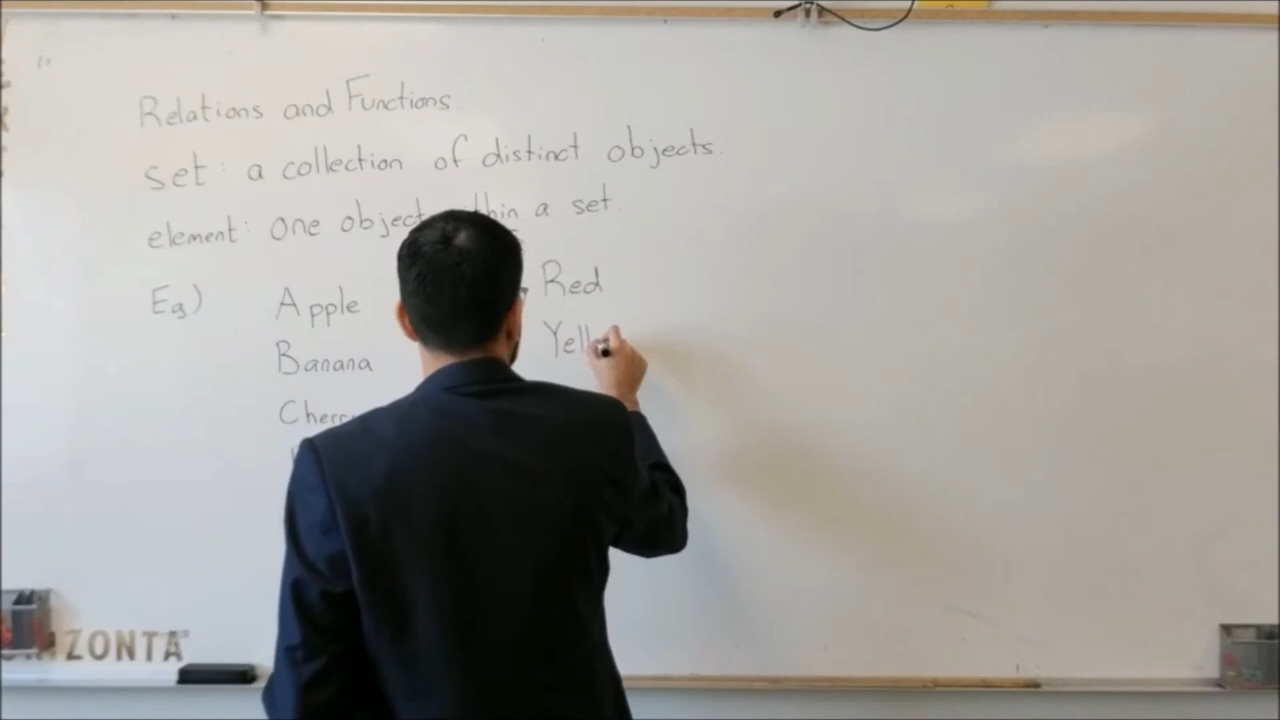 Relations and Functions
set: a collection of distinct objects.
element: one object within a set.
Eg) Apple Red
Banana Yell
Cherr
ZONTA